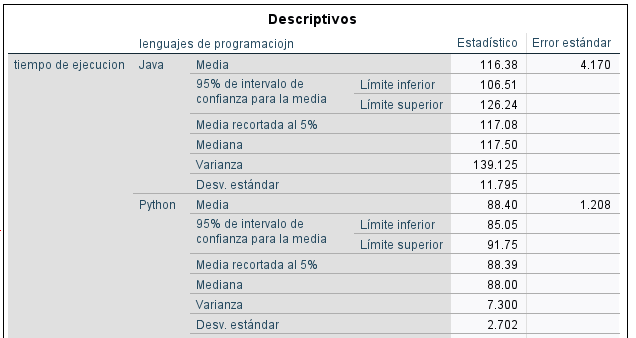 Descriptivos
lenguajes de programaciojn Estadístico Error estándar
tiempo de ejecucion Java Media 116.38 4.170
95% de intervalo de confianza para la media Límite inferior 106.51
Límite superior 126.24
Media recortada al 5% 117.08
Mediana 117.50
Varianza 139.125
Desv. estándar 11.795
Python Media 88.40 1.208
95% de intervalo de confianza para la media Límite inferior 85.05
Límite superior 91.75
Media recortada al 5% 88.39
Mediana 88.00
Varianza 7.300
Desv. estándar 2.702